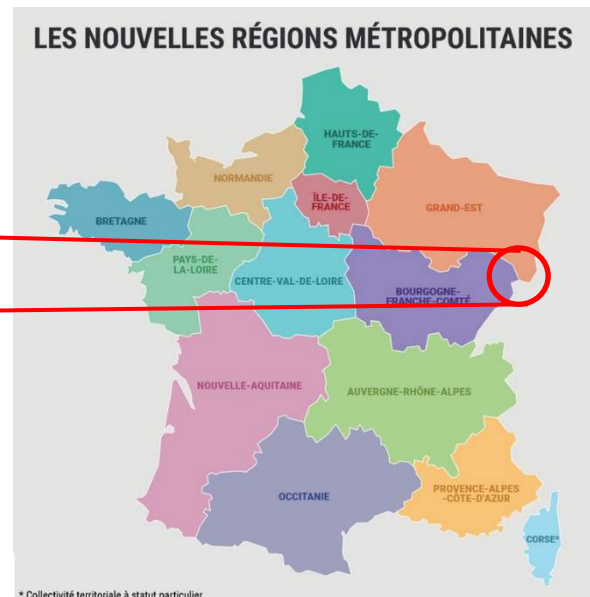 LES NOUVELLES RÉGIONS MÉTROPOLITAINES
HAUTS-DE-
FRANCE
NORMANDIE
ÎLE-DE-
FRANCE
GRAND-EST
BRETAGNE
PAYS-DE-
LA-LOIRE
CENTRE-VAL-DE-LOIRE
BOURGOGNE-
FRANCHE-COMTÉ
NOUVELLE-AQUITAINE
AUVERGNE-RHÔNE-ALPES
OCCITANIE
PROVENCE-ALPES
-CÔTE-D'AZUR
CORSE*
* Collectivité territoriale à statut particulier